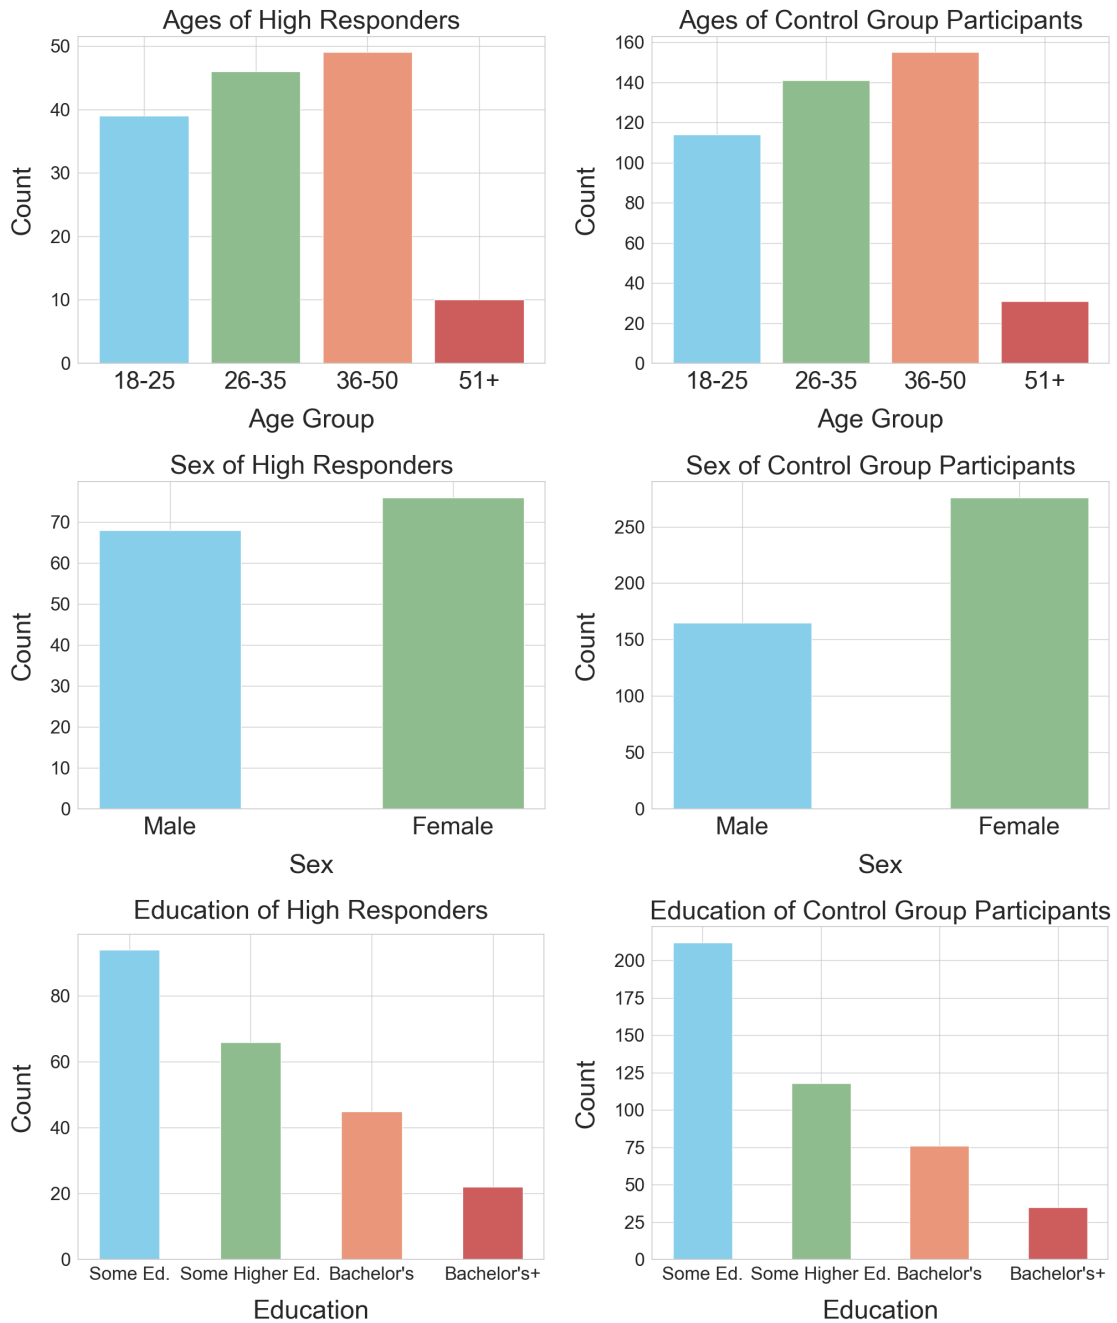 Ages of High Responders
50
40
30
20
10
0
Count
18-25 26-35 36-50 51+
Age Group
Ages of Control Group Participants
160
140
120
100
80
60
40
20
0
Count
18-25 26-35 36-50 51+
Age Group
Sex of High Responders
70
60
50
40
30
20
10
0
Count
Male Female
Sex
Sex of Control Group Participants
250
200
150
100
50
0
Count
Male Female
Sex
Education of High Responders
80
60
40
20
0
Count
Some Ed. Some Higher Ed. Bachelor's Bachelor's+
Education
Education of Control Group Participants
200
175
150
125
100
75
50
25
0
Count
Some Ed. Some Higher Ed. Bachelor's Bachelor's+
Education